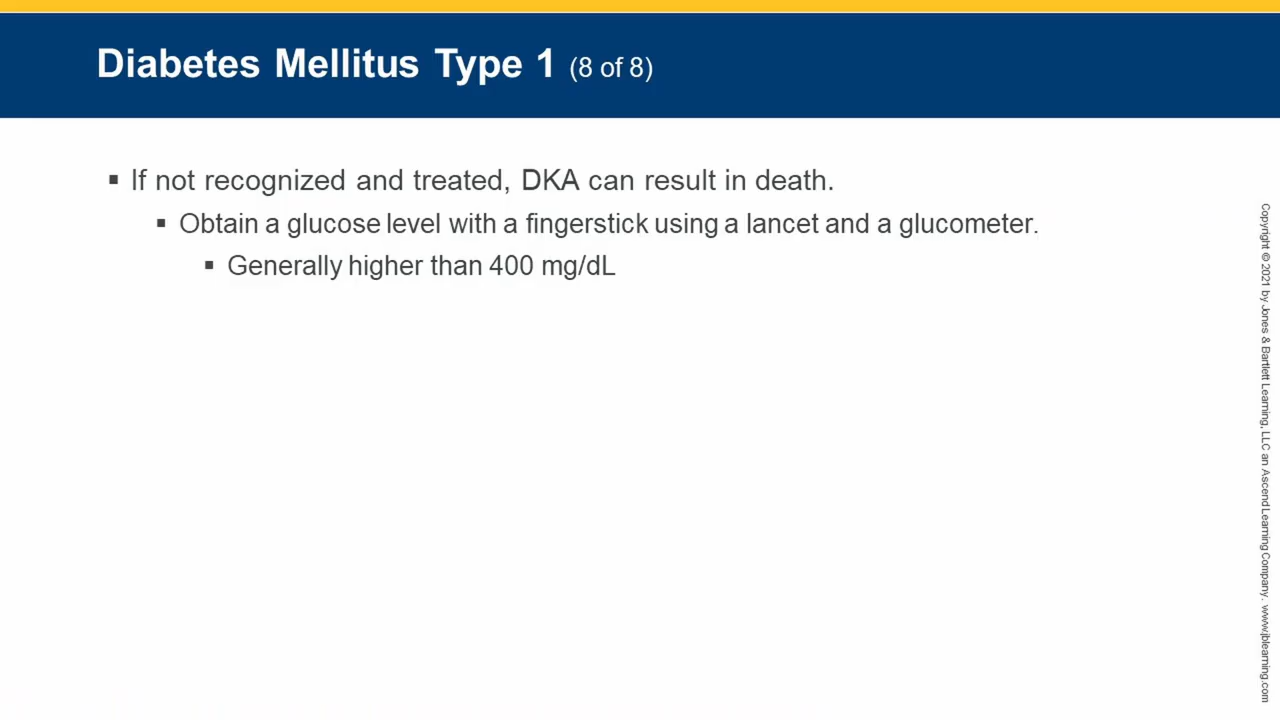 Diabetes Mellitus Type 1 (8 of 8)
▪ If not recognized and treated, DKA can result in death.
▪ Obtain a glucose level with a fingerstick using a lancet and a glucometer.
▪ Generally higher than 400 mg/dL
Copyright © 2021 by Jones & Bartlett Learning, LLC an Ascend Learning Company. www.jblearning.com